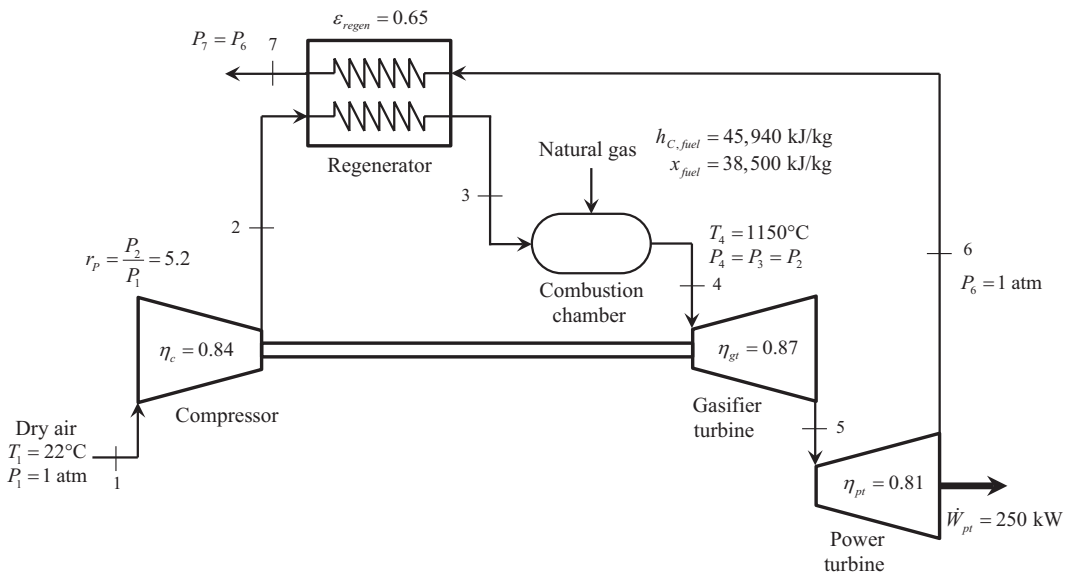 ε_regen = 0.65
P_7 = P_6
7
Regenerator
Natural gas
h_C,fuel = 45,940 kJ/kg
x_fuel = 38,500 kJ/kg
3
2
r_P = P_2/P_1 = 5.2
T_4 = 1150°C
P_4 = P_3 = P_2
4
Combustion
chamber
6
P_6 = 1 atm
η_c = 0.84
η_gt = 0.87
Compressor
Gasifier
turbine
Dry air
T_1 = 22°C
P_1 = 1 atm
1
5
η_pt = 0.81
Ẇ_pt = 250 kW
Power
turbine